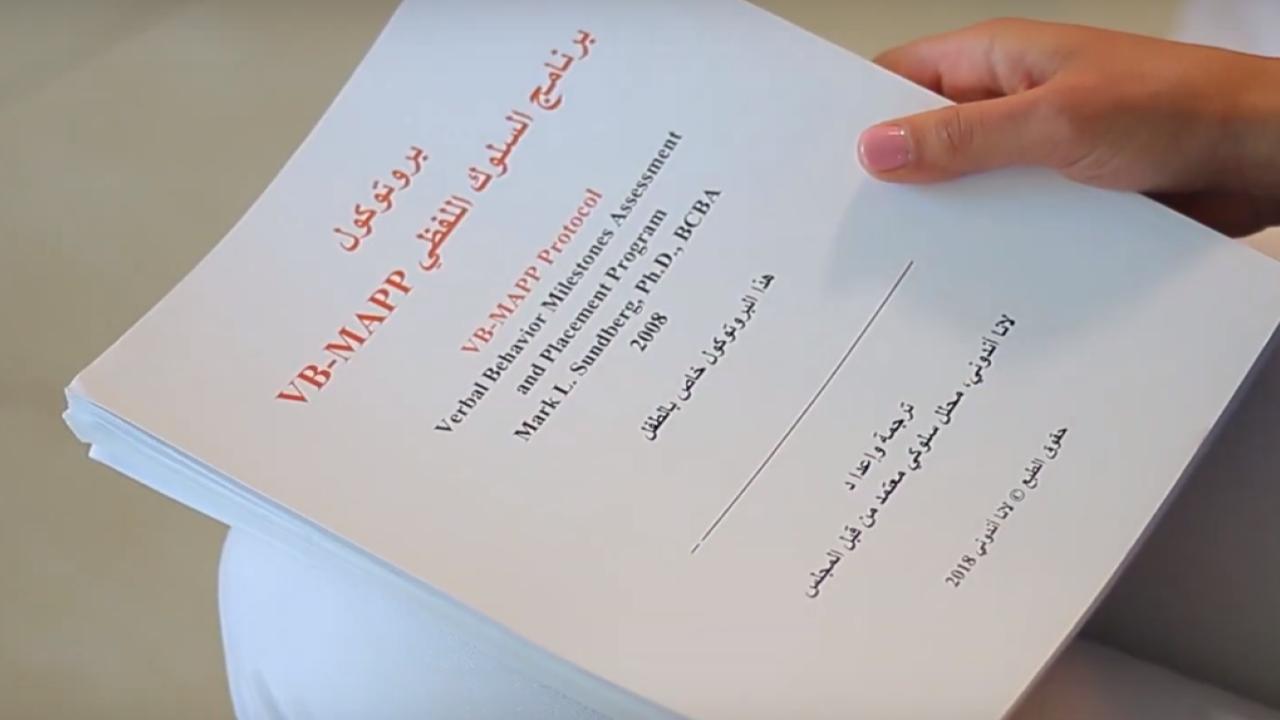 بروتوكول
برنامج السلوك اللفظي VB-MAPP
VB-MAPP Protocol
Verbal Behavior Milestones Assessment
and Placement Program
Mark L. Sundberg, Ph.D., BCBA
2008
هذا البروتوكول خاص بالطفل
ترجمة وإعداد
لانا أندوني، محلل سلوكي معتمد من قبل المجلس
حقوق الطبع © لانا أندوني 2018